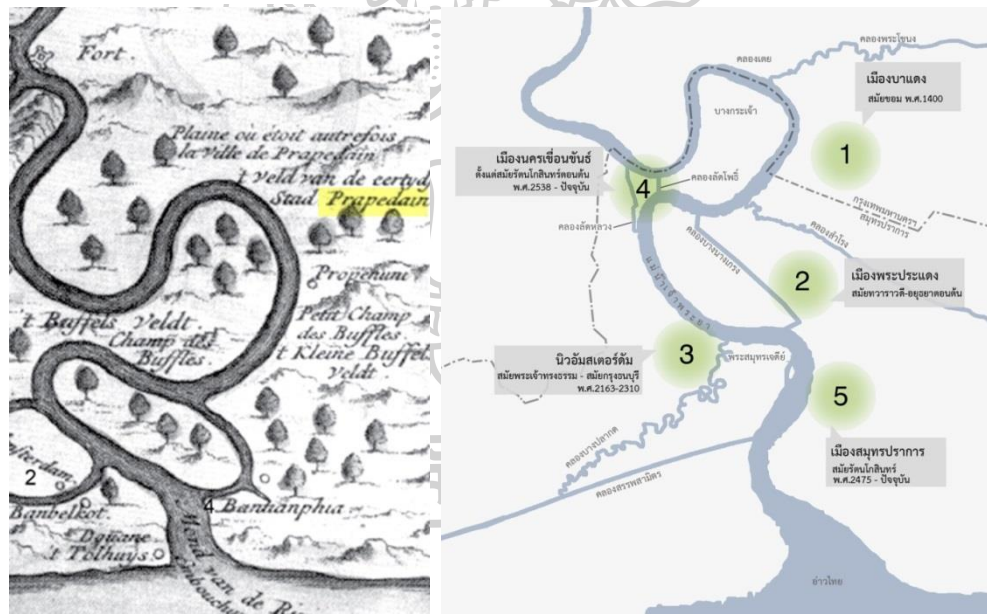 Fort.
Plaine où étoit autrefois
la Ville de Prapedain
't Veld van de eertyd
Stad Prapedain
Propehune
't Buffels Veldt.
Champ des
Buffles.
Petit Champ
des Buffles
't Kleine Buffel
Veldt
2
Amsterdam
Banbelkot.
4
Banhanphia
Doüane
't Tolhuys
Mond van de Ri
Embouchu
คลองพระโขนง
คลองเตย
บางกระเจ้า
เมืองบาแดง
สมัยขอม พ.ศ.1400
1
เมืองนครเขื่อนขันธ์
ตั้งแต่สมัยรัตนโกสินทร์ตอนต้น
พ.ศ.2538 - ปัจจุบัน
4
คลองลัดโพธิ์
คลองลัดหลวง
กรุงเทพมหานครฯ
สมุทรปราการ
คลองสำโรง
คลองบางนางเกรง
แม่น้ำเจ้าพระยา
2
เมืองพระประแดง
สมัยทวาราวดี-อยุธยาตอนต้น
3
นิวอัมสเตอร์ดัม
สมัยพระเจ้าทรงธรรม - สมัยกรุงธนบุรี
พ.ศ.2163-2310
พระสมุทรเจดีย์
5
เมืองสมุทรปราการ
สมัยรัตนโกสินทร์
พ.ศ.2475 - ปัจจุบัน
คลองบางปลากด
คลองสรรพสามิตร
อ่าวไทย